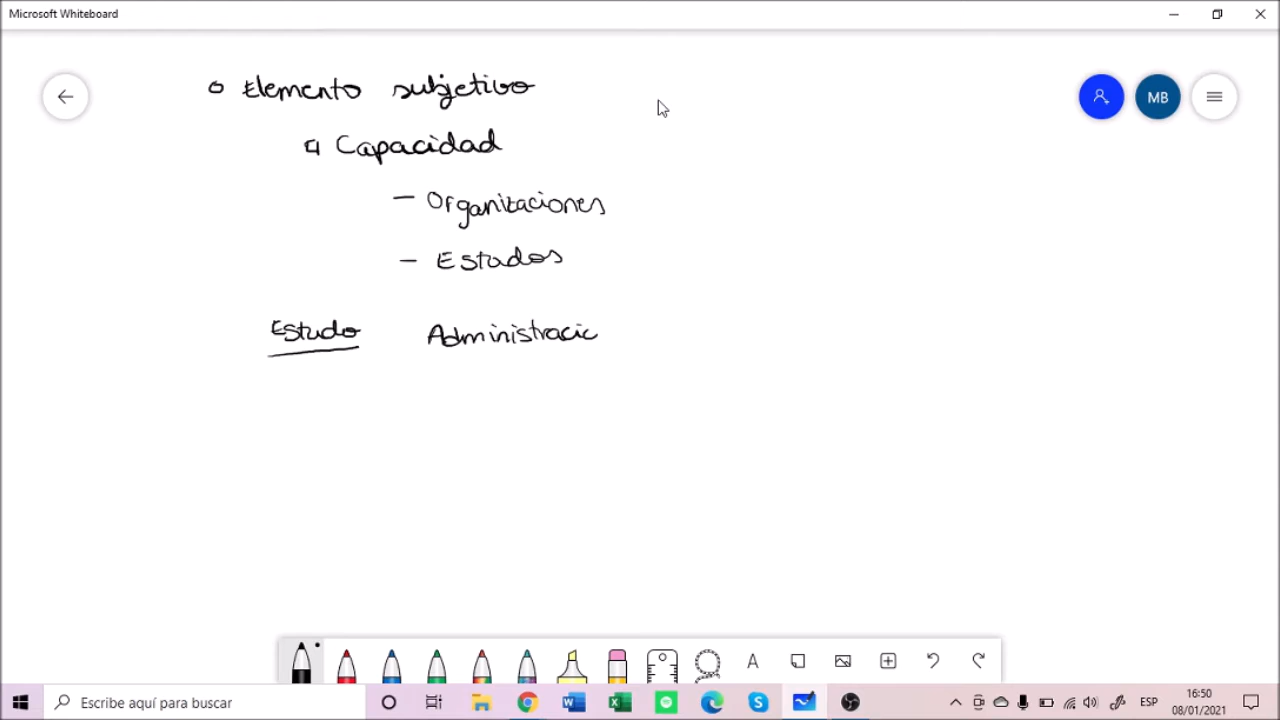 Microsoft Whiteboard
o Elemento subjetivo
MB
Capacidad
- Organizaciones
- Estados
Estado Administracic
A
Escribe aquí para buscar
ESP
16:50
08/01/2021